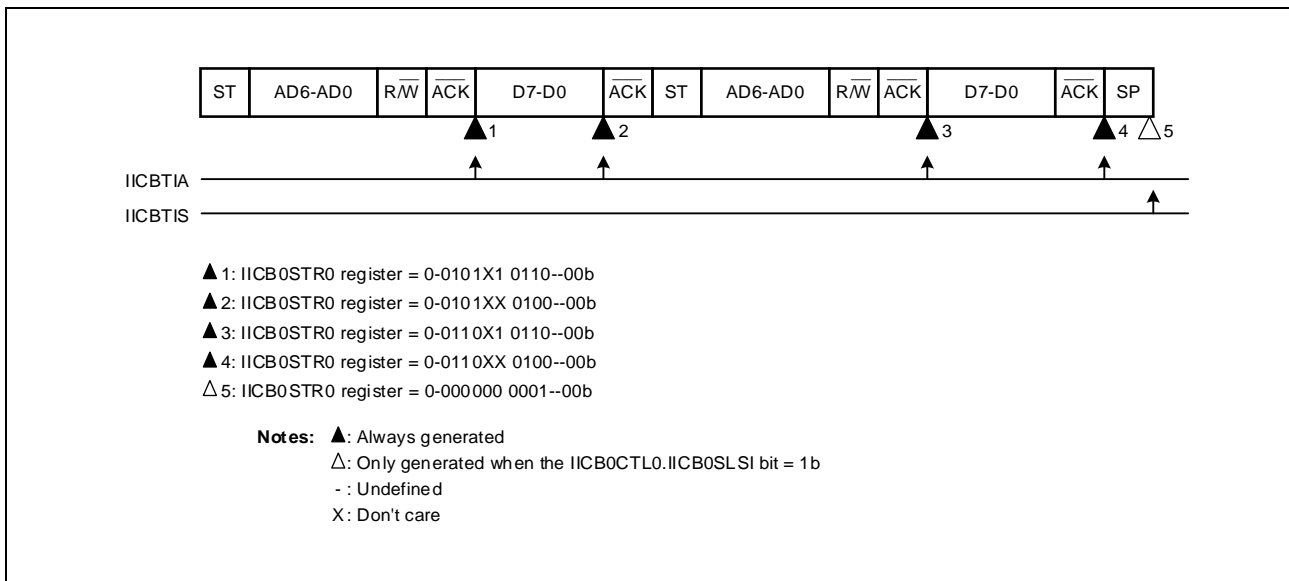 ST AD6-AD0 R/W ACK D7-D0 ACK ST AD6-AD0 R/W ACK D7-D0 ACK SP
▲1 ▲2 ▲3 ▲4 △5
IICBTIA
IICBTIS
▲1: IICB0STR0 register = 0-0101X1 0110--00b
▲2: IICB0STR0 register = 0-0101XX 0100--00b
▲3: IICB0STR0 register = 0-0110X1 0110--00b
▲4: IICB0STR0 register = 0-0110XX 0100--00b
△5: IICB0STR0 register = 0-000000 0001--00b
Notes: ▲: Always generated
△: Only generated when the IICB0CTL0.IICB0SLSI bit = 1b
- : Undefined
X: Don't care